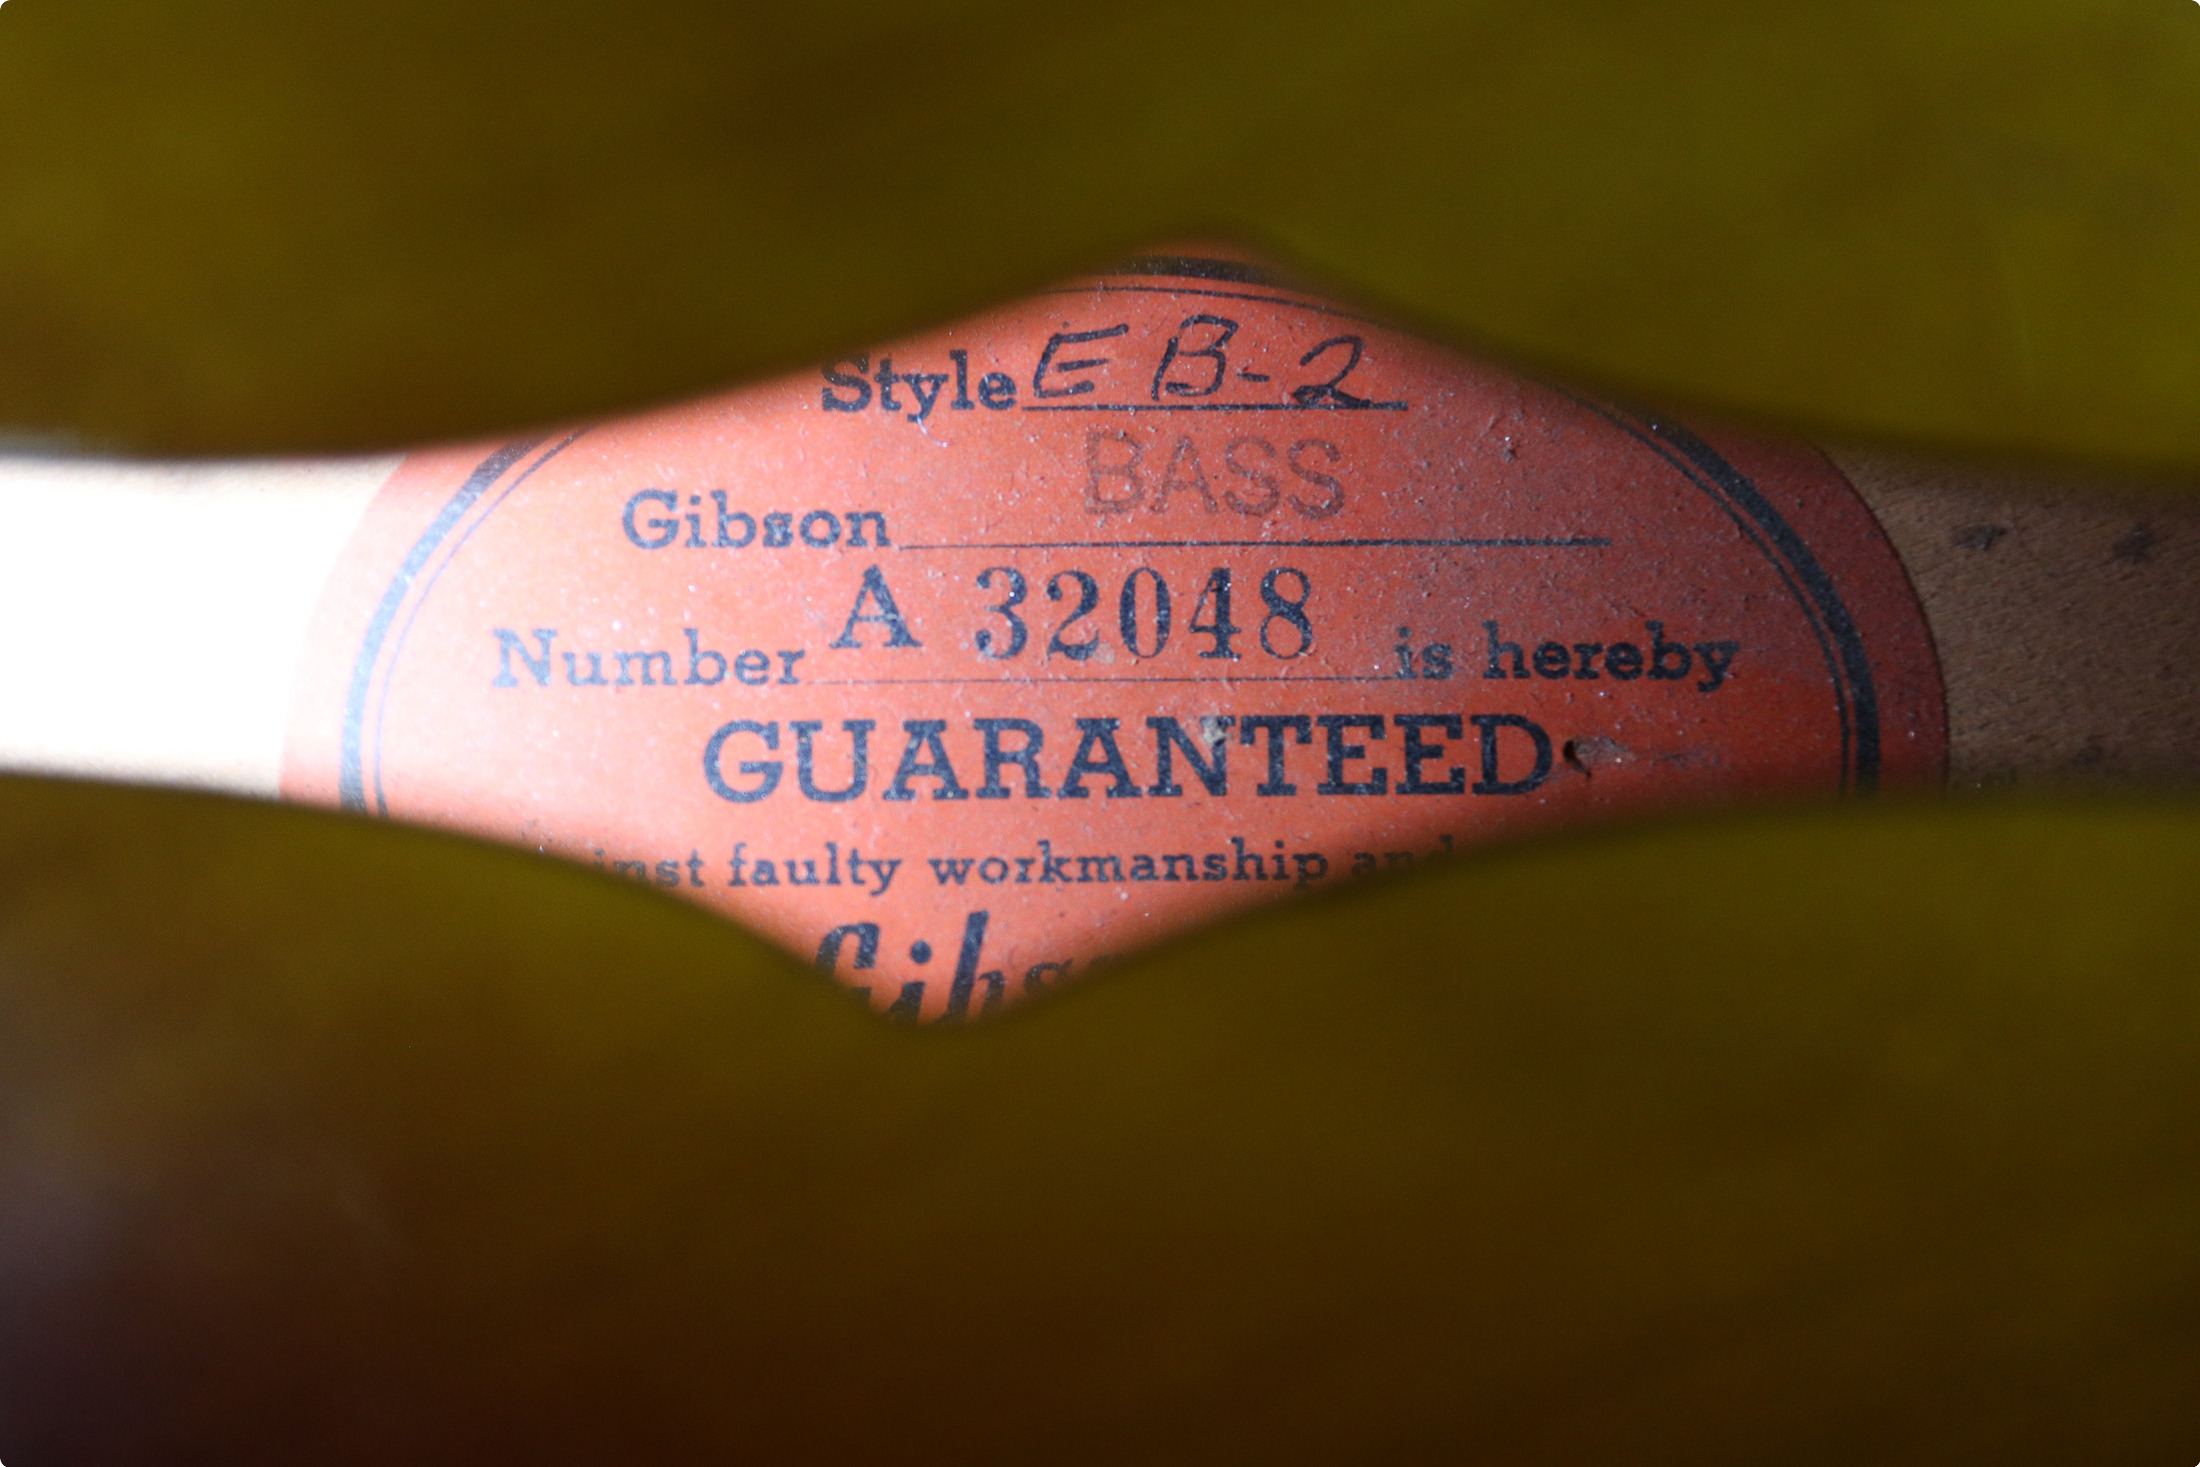 Style EB-2
BASS
Gibson
A 32048
Number is hereby
GUARANTEED
faulty workmanship